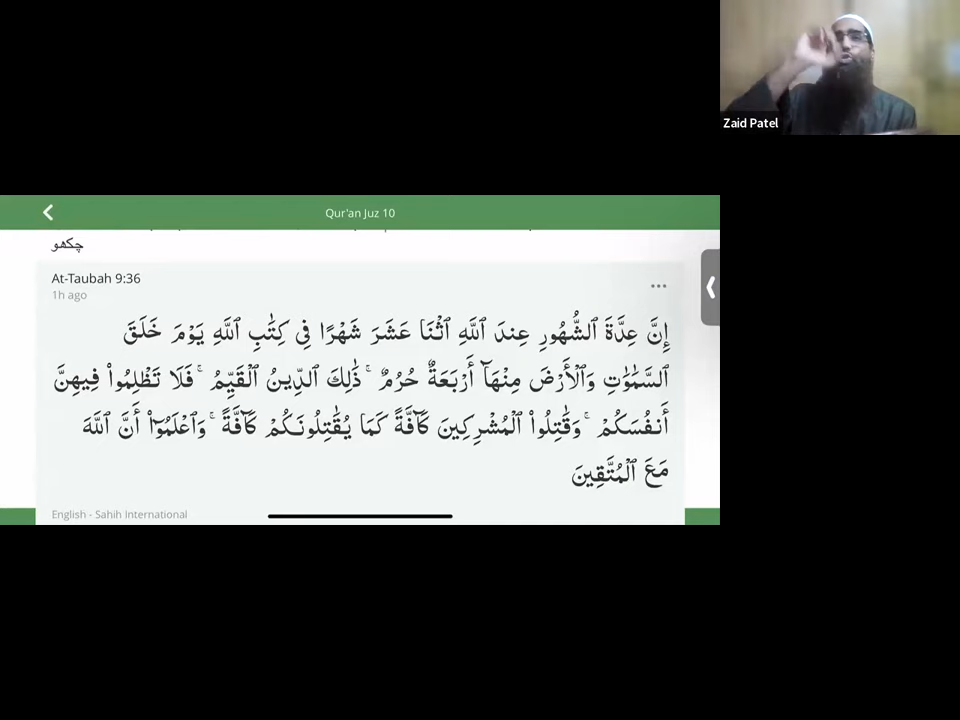 Zaid Patel
Qur'an Juz 10
چکھو
At-Taubah 9:36
1h ago
إِنَّ عِدَّةَ ٱلشُّهُورِ عِندَ ٱللَّهِ ٱثْنَا عَشَرَ شَهْرًا فِى كِتَٰبِ ٱللَّهِ يَوْمَ خَلَقَ
ٱلسَّمَٰوَٰتِ وَٱلْأَرْضَ مِنْهَآ أَرْبَعَةٌ حُرُمٌ ۚ ذَٰلِكَ ٱلدِّينُ ٱلْقَيِّمُ ۚ فَلَا تَظْلِمُوا۟ فِيهِنَّ
أَنفُسَكُمْ ۚ وَقَٰتِلُوا۟ ٱلْمُشْرِكِينَ كَآفَّةً كَمَا يُقَٰتِلُونَكُمْ كَآفَّةً ۚ وَٱعْلَمُوٓا۟ أَنَّ ٱللَّهَ
مَعَ ٱلْمُتَّقِينَ
English - Sahih International